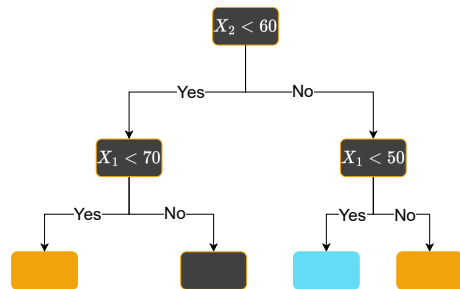 X₂ < 60
Yes
No
X₁ < 70
X₁ < 50
Yes
No
Yes
No